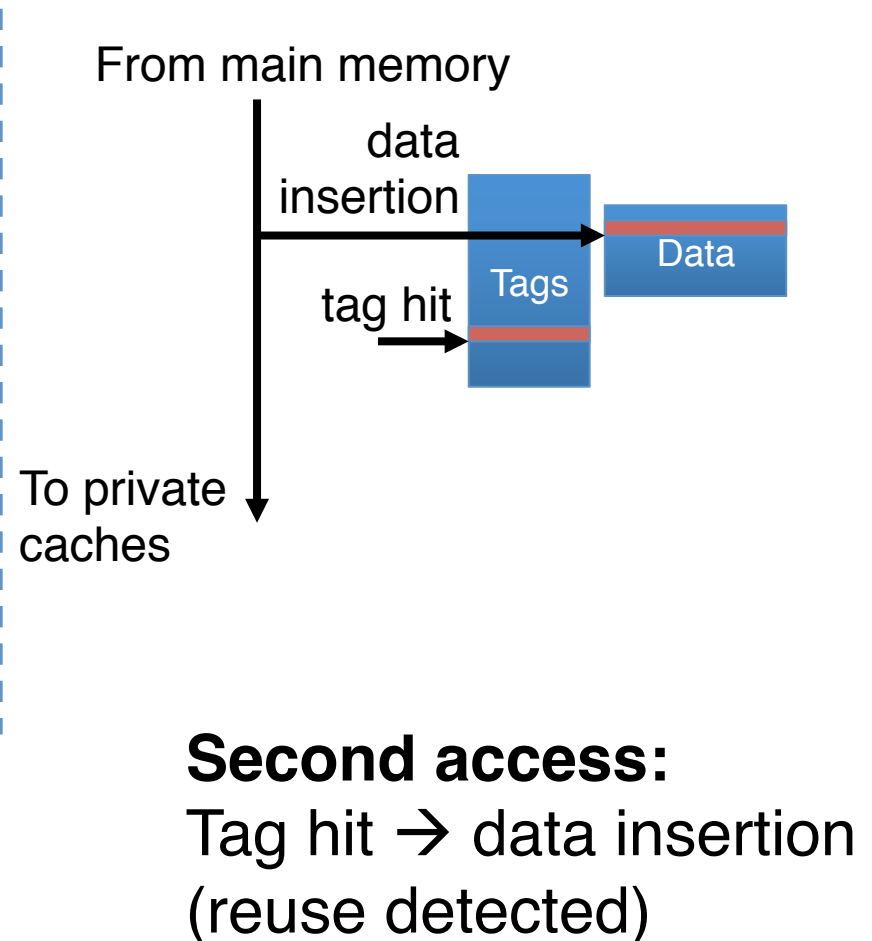 From main memory
data
insertion
Data
Tags
tag hit
To private
caches
Second access:
Tag hit → data insertion
(reuse detected)